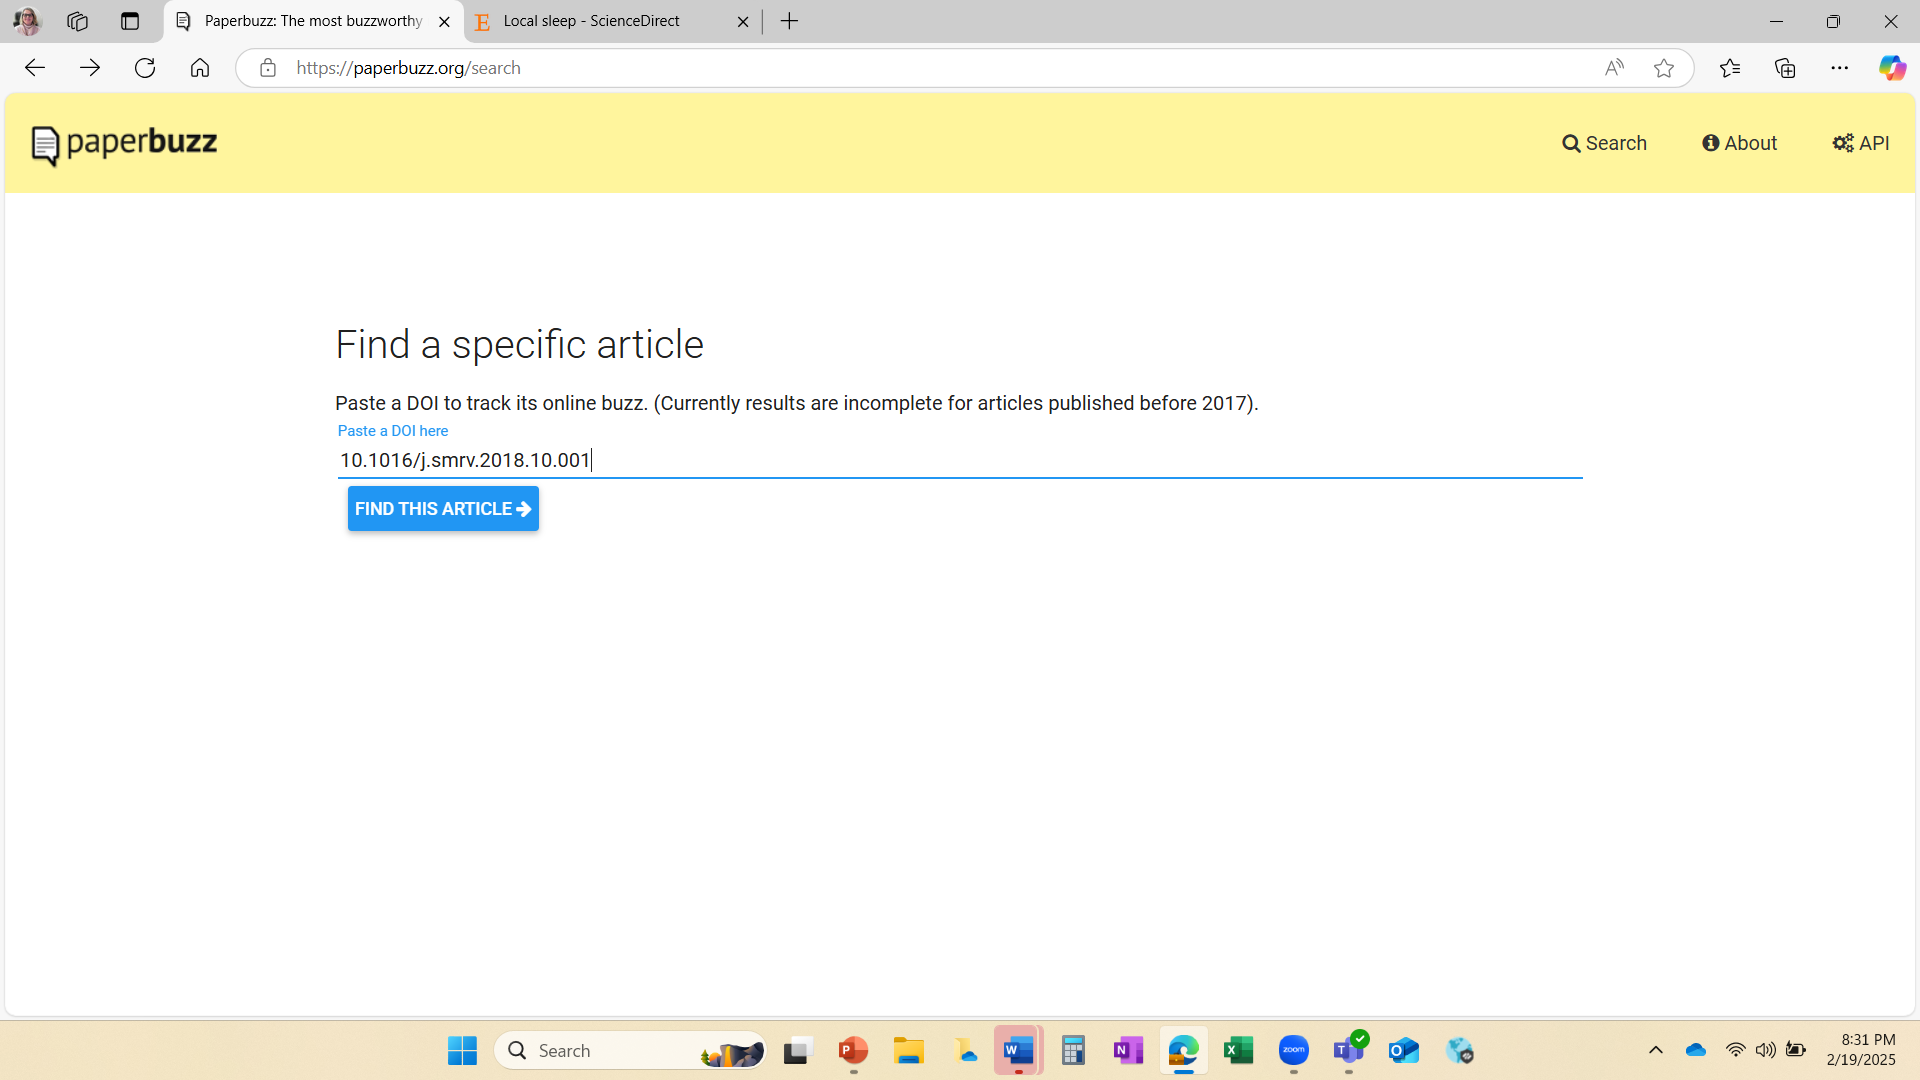 Paperbuzz: The most buzzworthy
Local sleep - ScienceDirect
https://paperbuzz.org/search
paperbuzz
Search
About
API
Find a specific article
Paste a DOI to track its online buzz. (Currently results are incomplete for articles published before 2017).
Paste a DOI here
10.1016/j.smrv.2018.10.001
FIND THIS ARTICLE
Search
zoom
8:31 PM
2/19/2025